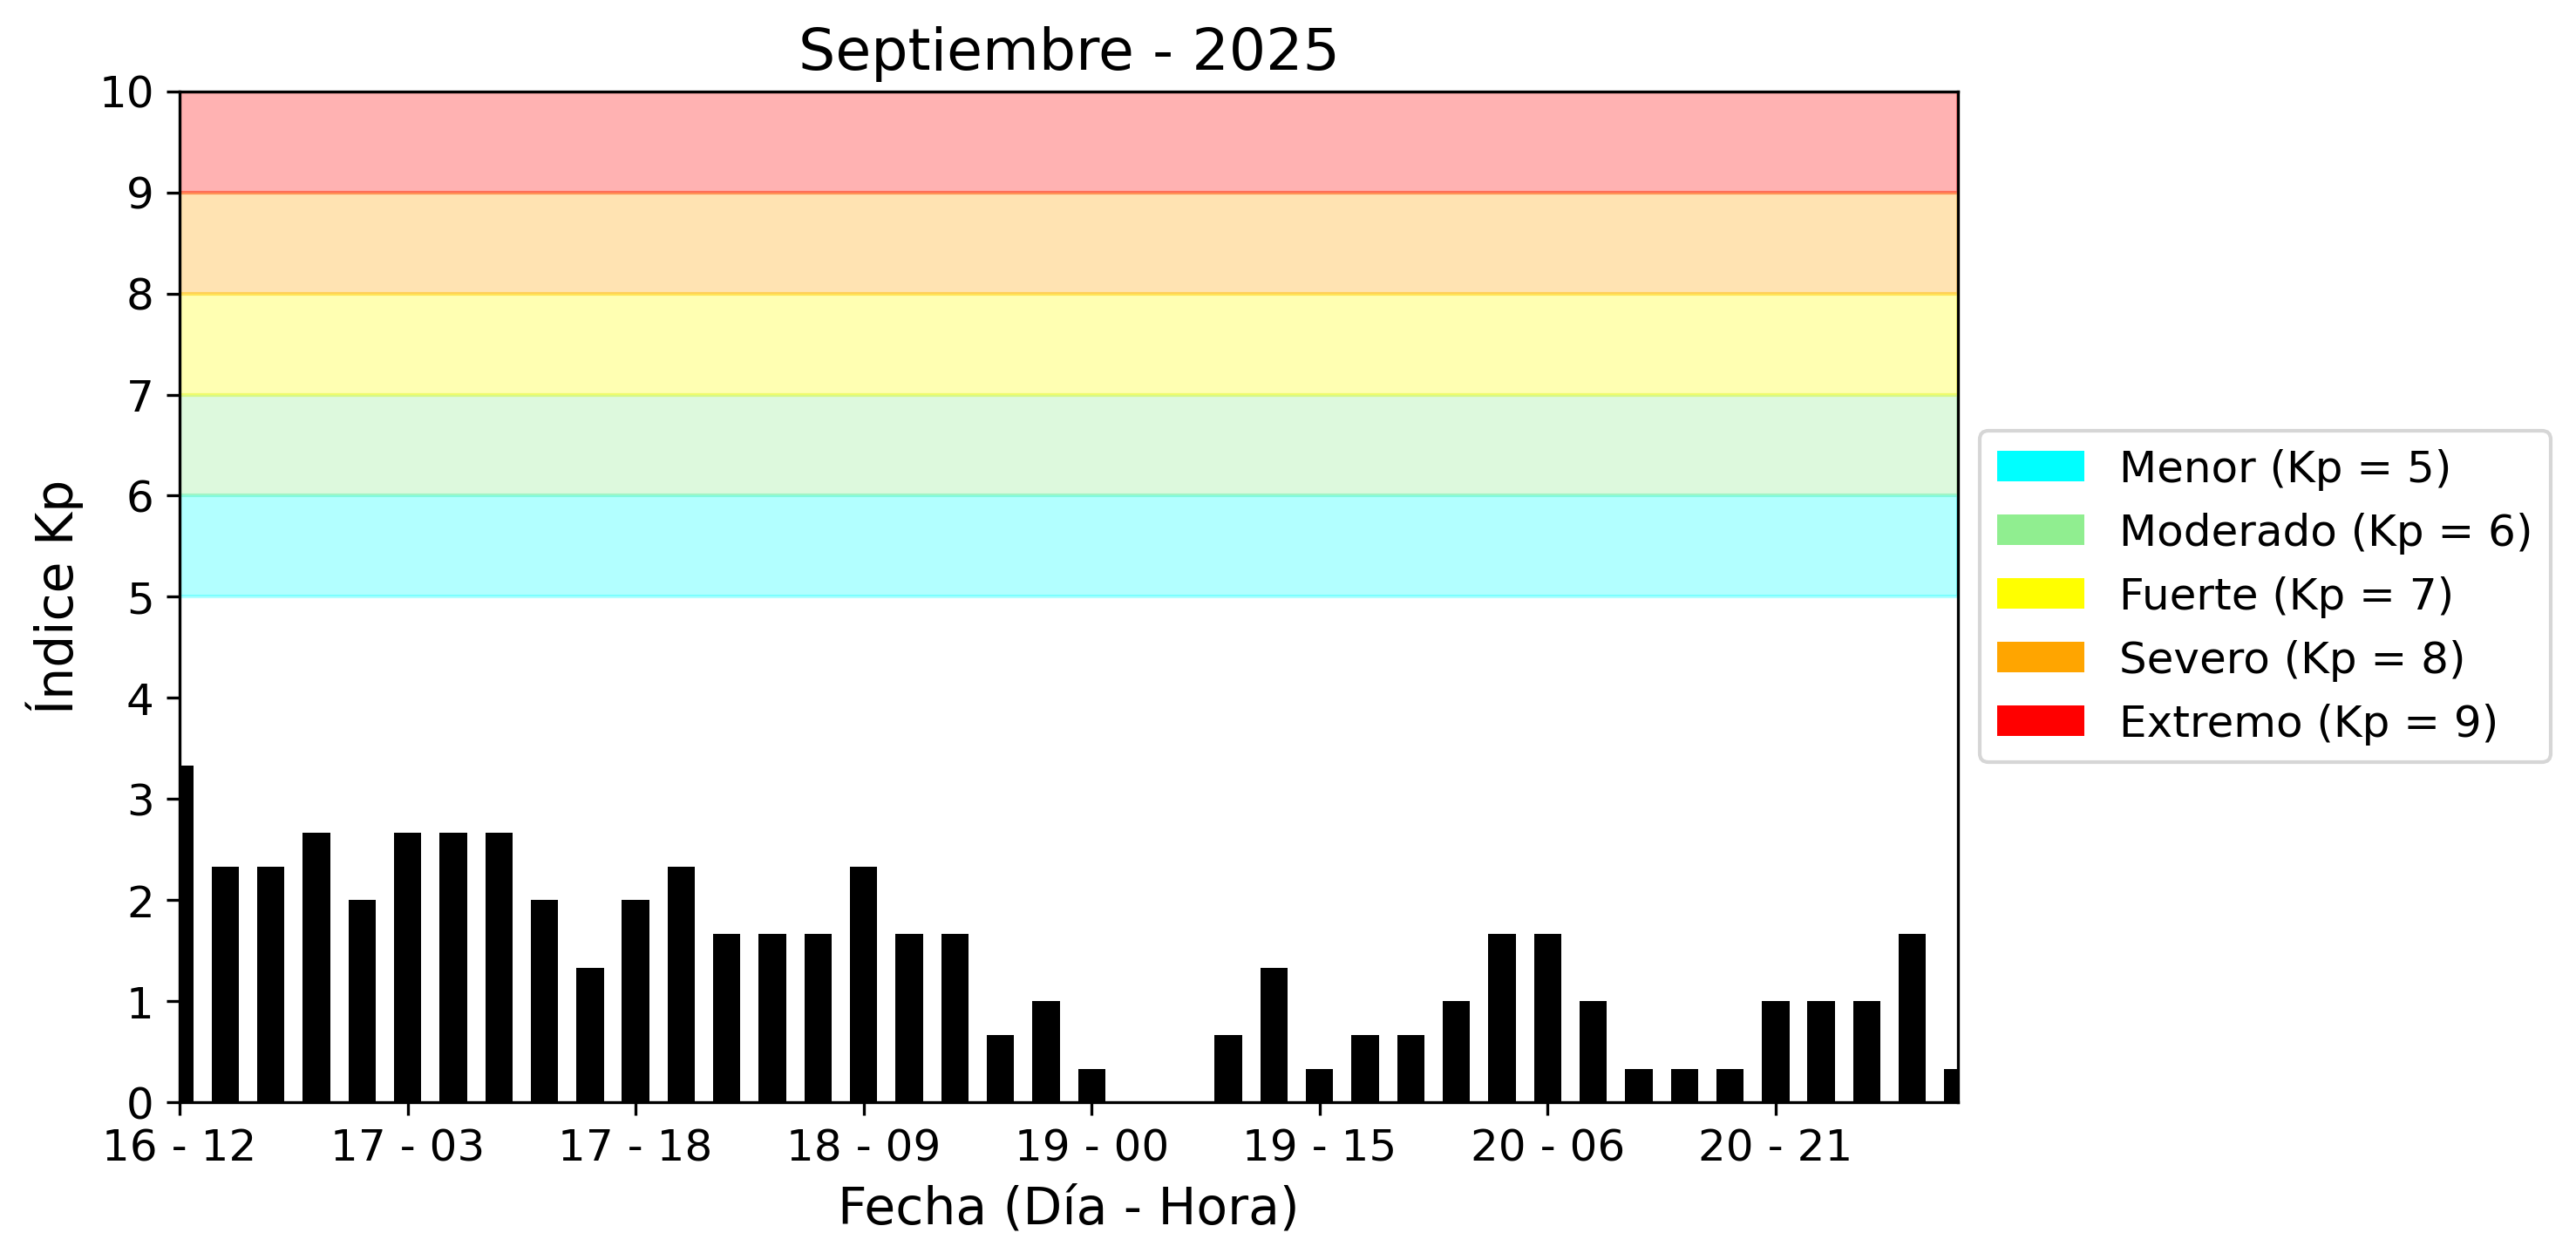 Septiembre - 2025
10
9
8
7
6
5
4
3
2
1
0
Índice Kp
16 - 12
17 - 03
17 - 18
18 - 09
19 - 00
19 - 15
20 - 06
20 - 21
Fecha (Día - Hora)
Menor (Kp = 5)
Moderado (Kp = 6)
Fuerte (Kp = 7)
Severo (Kp = 8)
Extremo (Kp = 9)